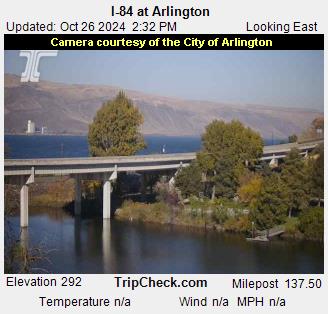 I-84 at Arlington
Updated: Oct 26 2024 2:32 PM Looking East
Camera courtesy of the City of Arlington
Elevation 292 TripCheck.com Milepost 137.50
Temperature n/a Wind n/a MPH n/a